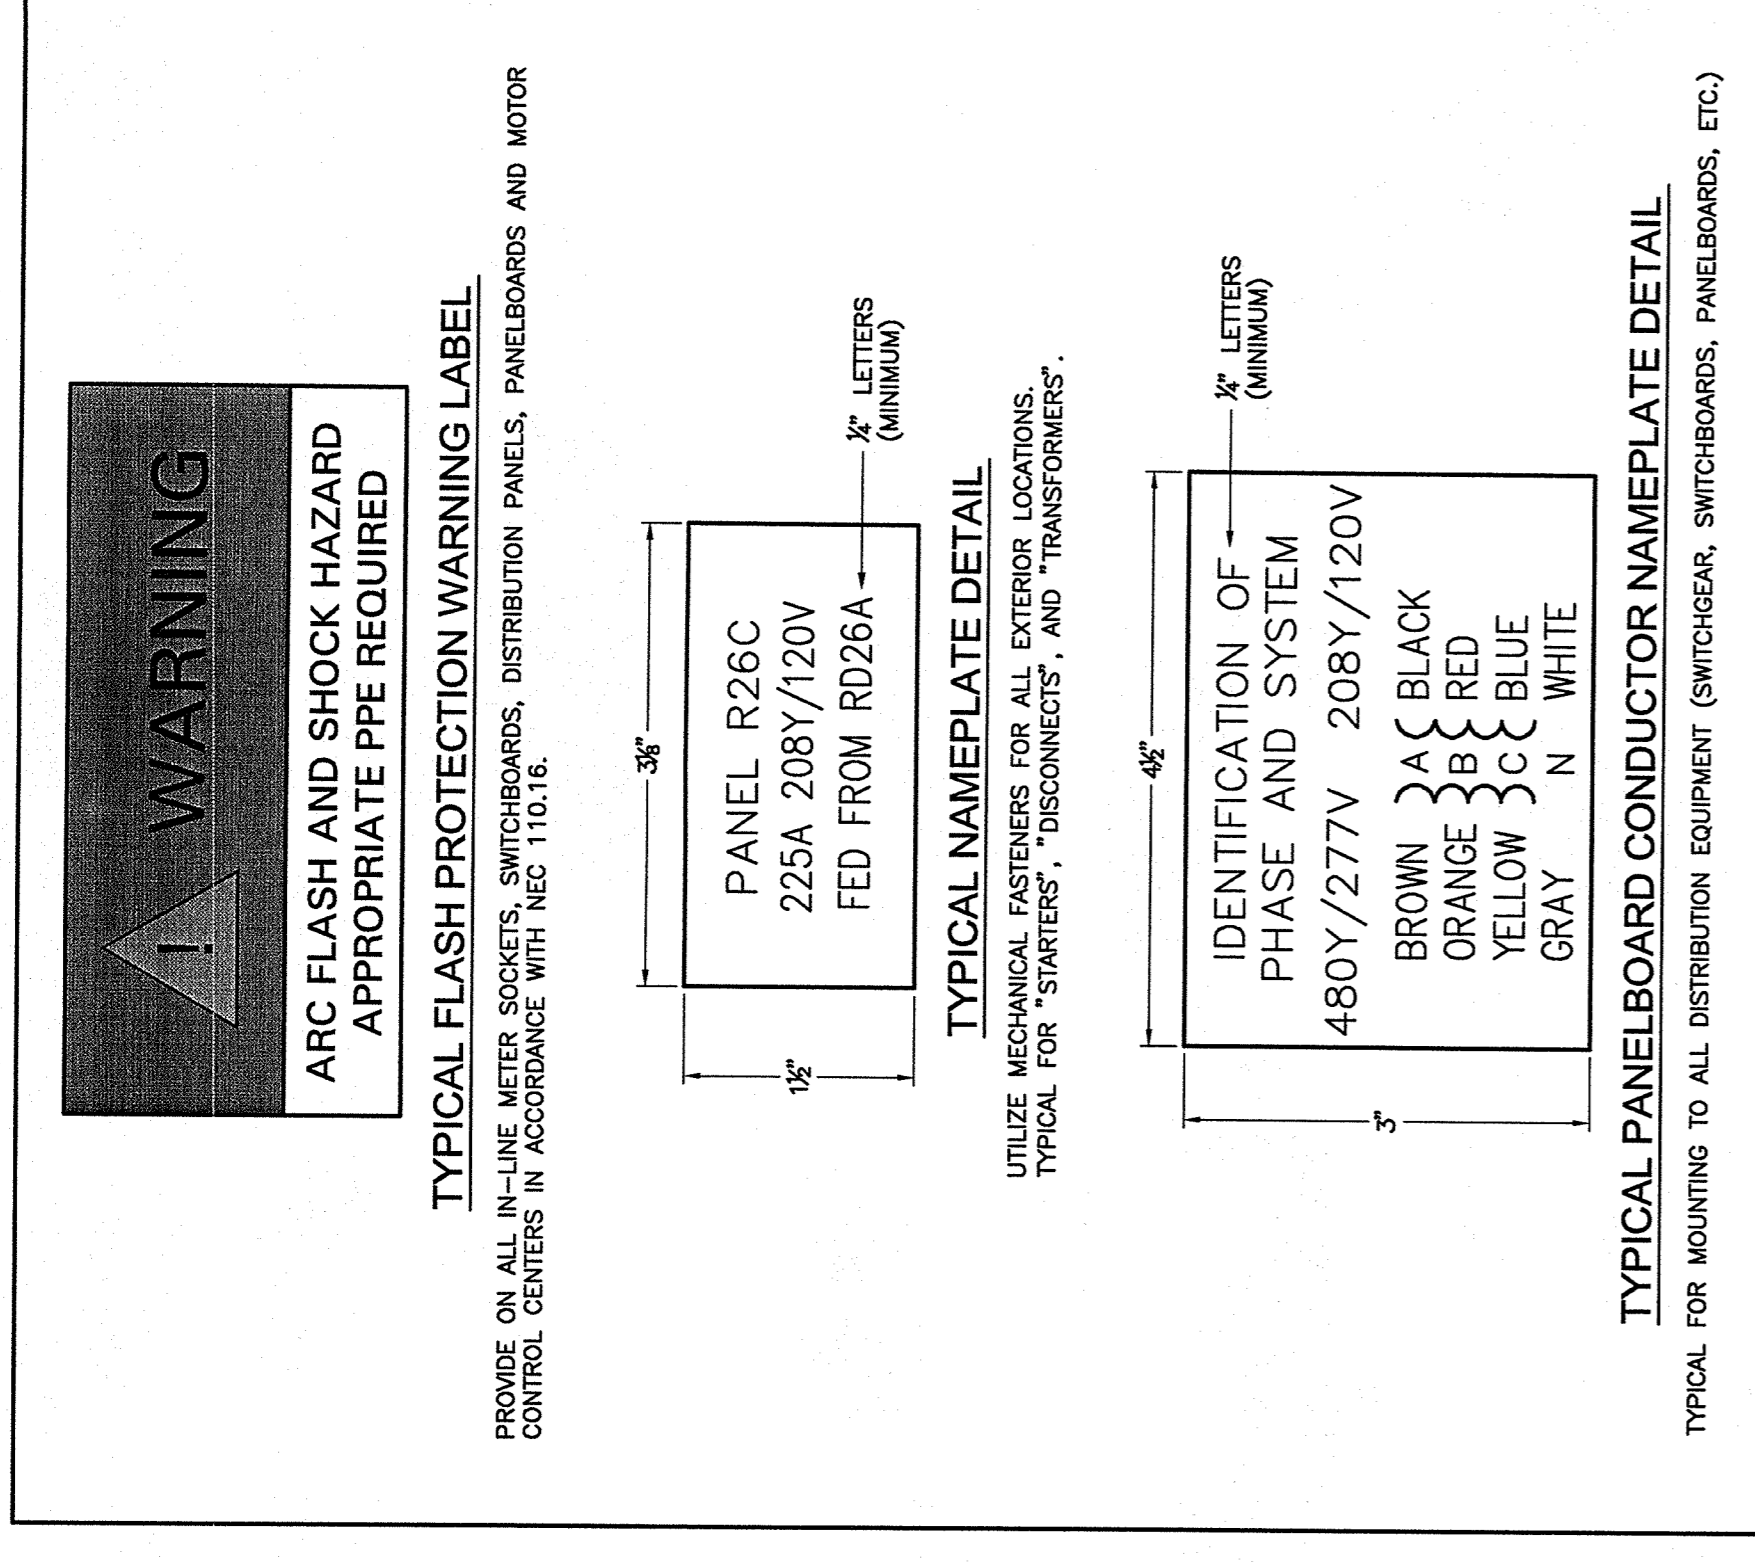 ! WARNING
ARC FLASH AND SHOCK HAZARD
APPROPRIATE PPE REQUIRED
TYPICAL FLASH PROTECTION WARNING LABEL
PROVIDE ON ALL IN-LINE METER SOCKETS, SWITCHBOARDS, DISTRIBUTION PANELS, PANELBOARDS AND MOTOR
CONTROL CENTERS IN ACCORDANCE WITH NEC 110.16.
3⅛"
1½"
PANEL R26C
225A 208Y/120V
FED FROM RD26A
¼" LETTERS
(MINIMUM)
TYPICAL NAMEPLATE DETAIL
UTILIZE MECHANICAL FASTENERS FOR ALL EXTERIOR LOCATIONS.
TYPICAL FOR "STARTERS", "DISCONNECTS", AND "TRANSFORMERS".
4½"
3"
IDENTIFICATION OF
PHASE AND SYSTEM
¼" LETTERS
(MINIMUM)
480Y/277V 208Y/120V
BROWN }A{ BLACK
ORANGE }B{ RED
YELLOW }C{ BLUE
GRAY N WHITE
TYPICAL PANELBOARD CONDUCTOR NAMEPLATE DETAIL
TYPICAL FOR MOUNTING TO ALL DISTRIBUTION EQUIPMENT (SWITCHGEAR, SWITCHBOARDS, PANELBOARDS, ETC.)